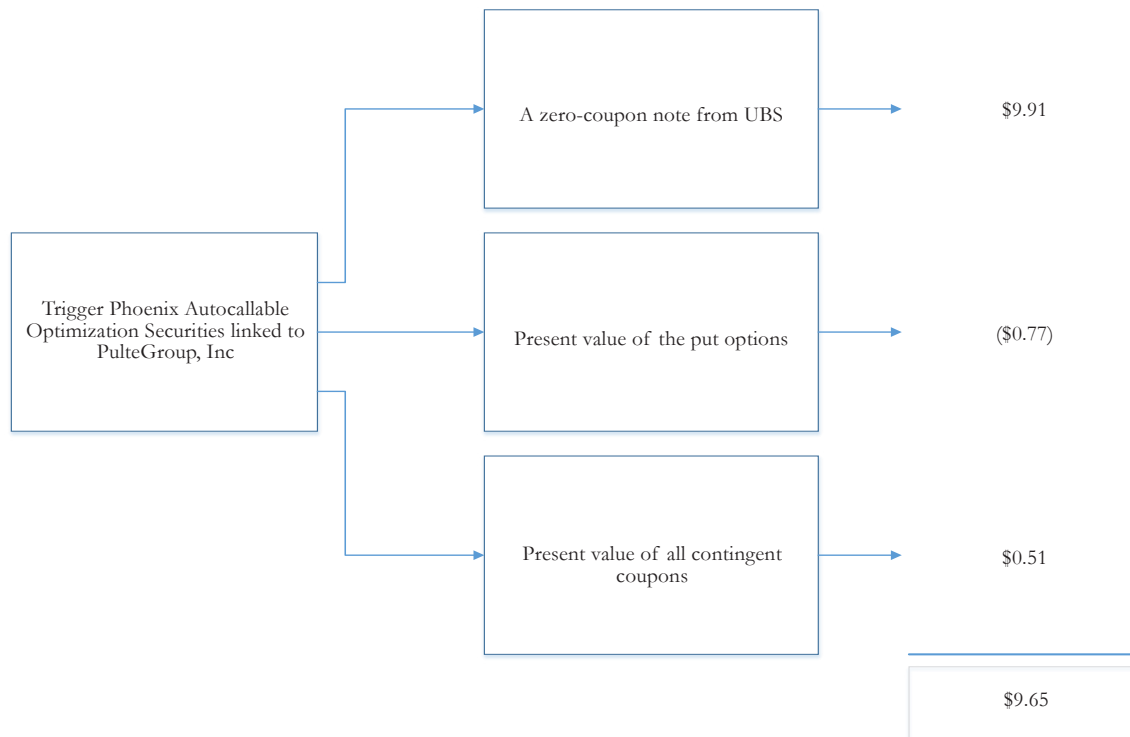 A zero-coupon note from UBS
$9.91
Trigger Phoenix Autocallable
Optimization Securities linked to
PulteGroup, Inc
Present value of the put options
($0.77)
Present value of all contingent
coupons
$0.51
$9.65